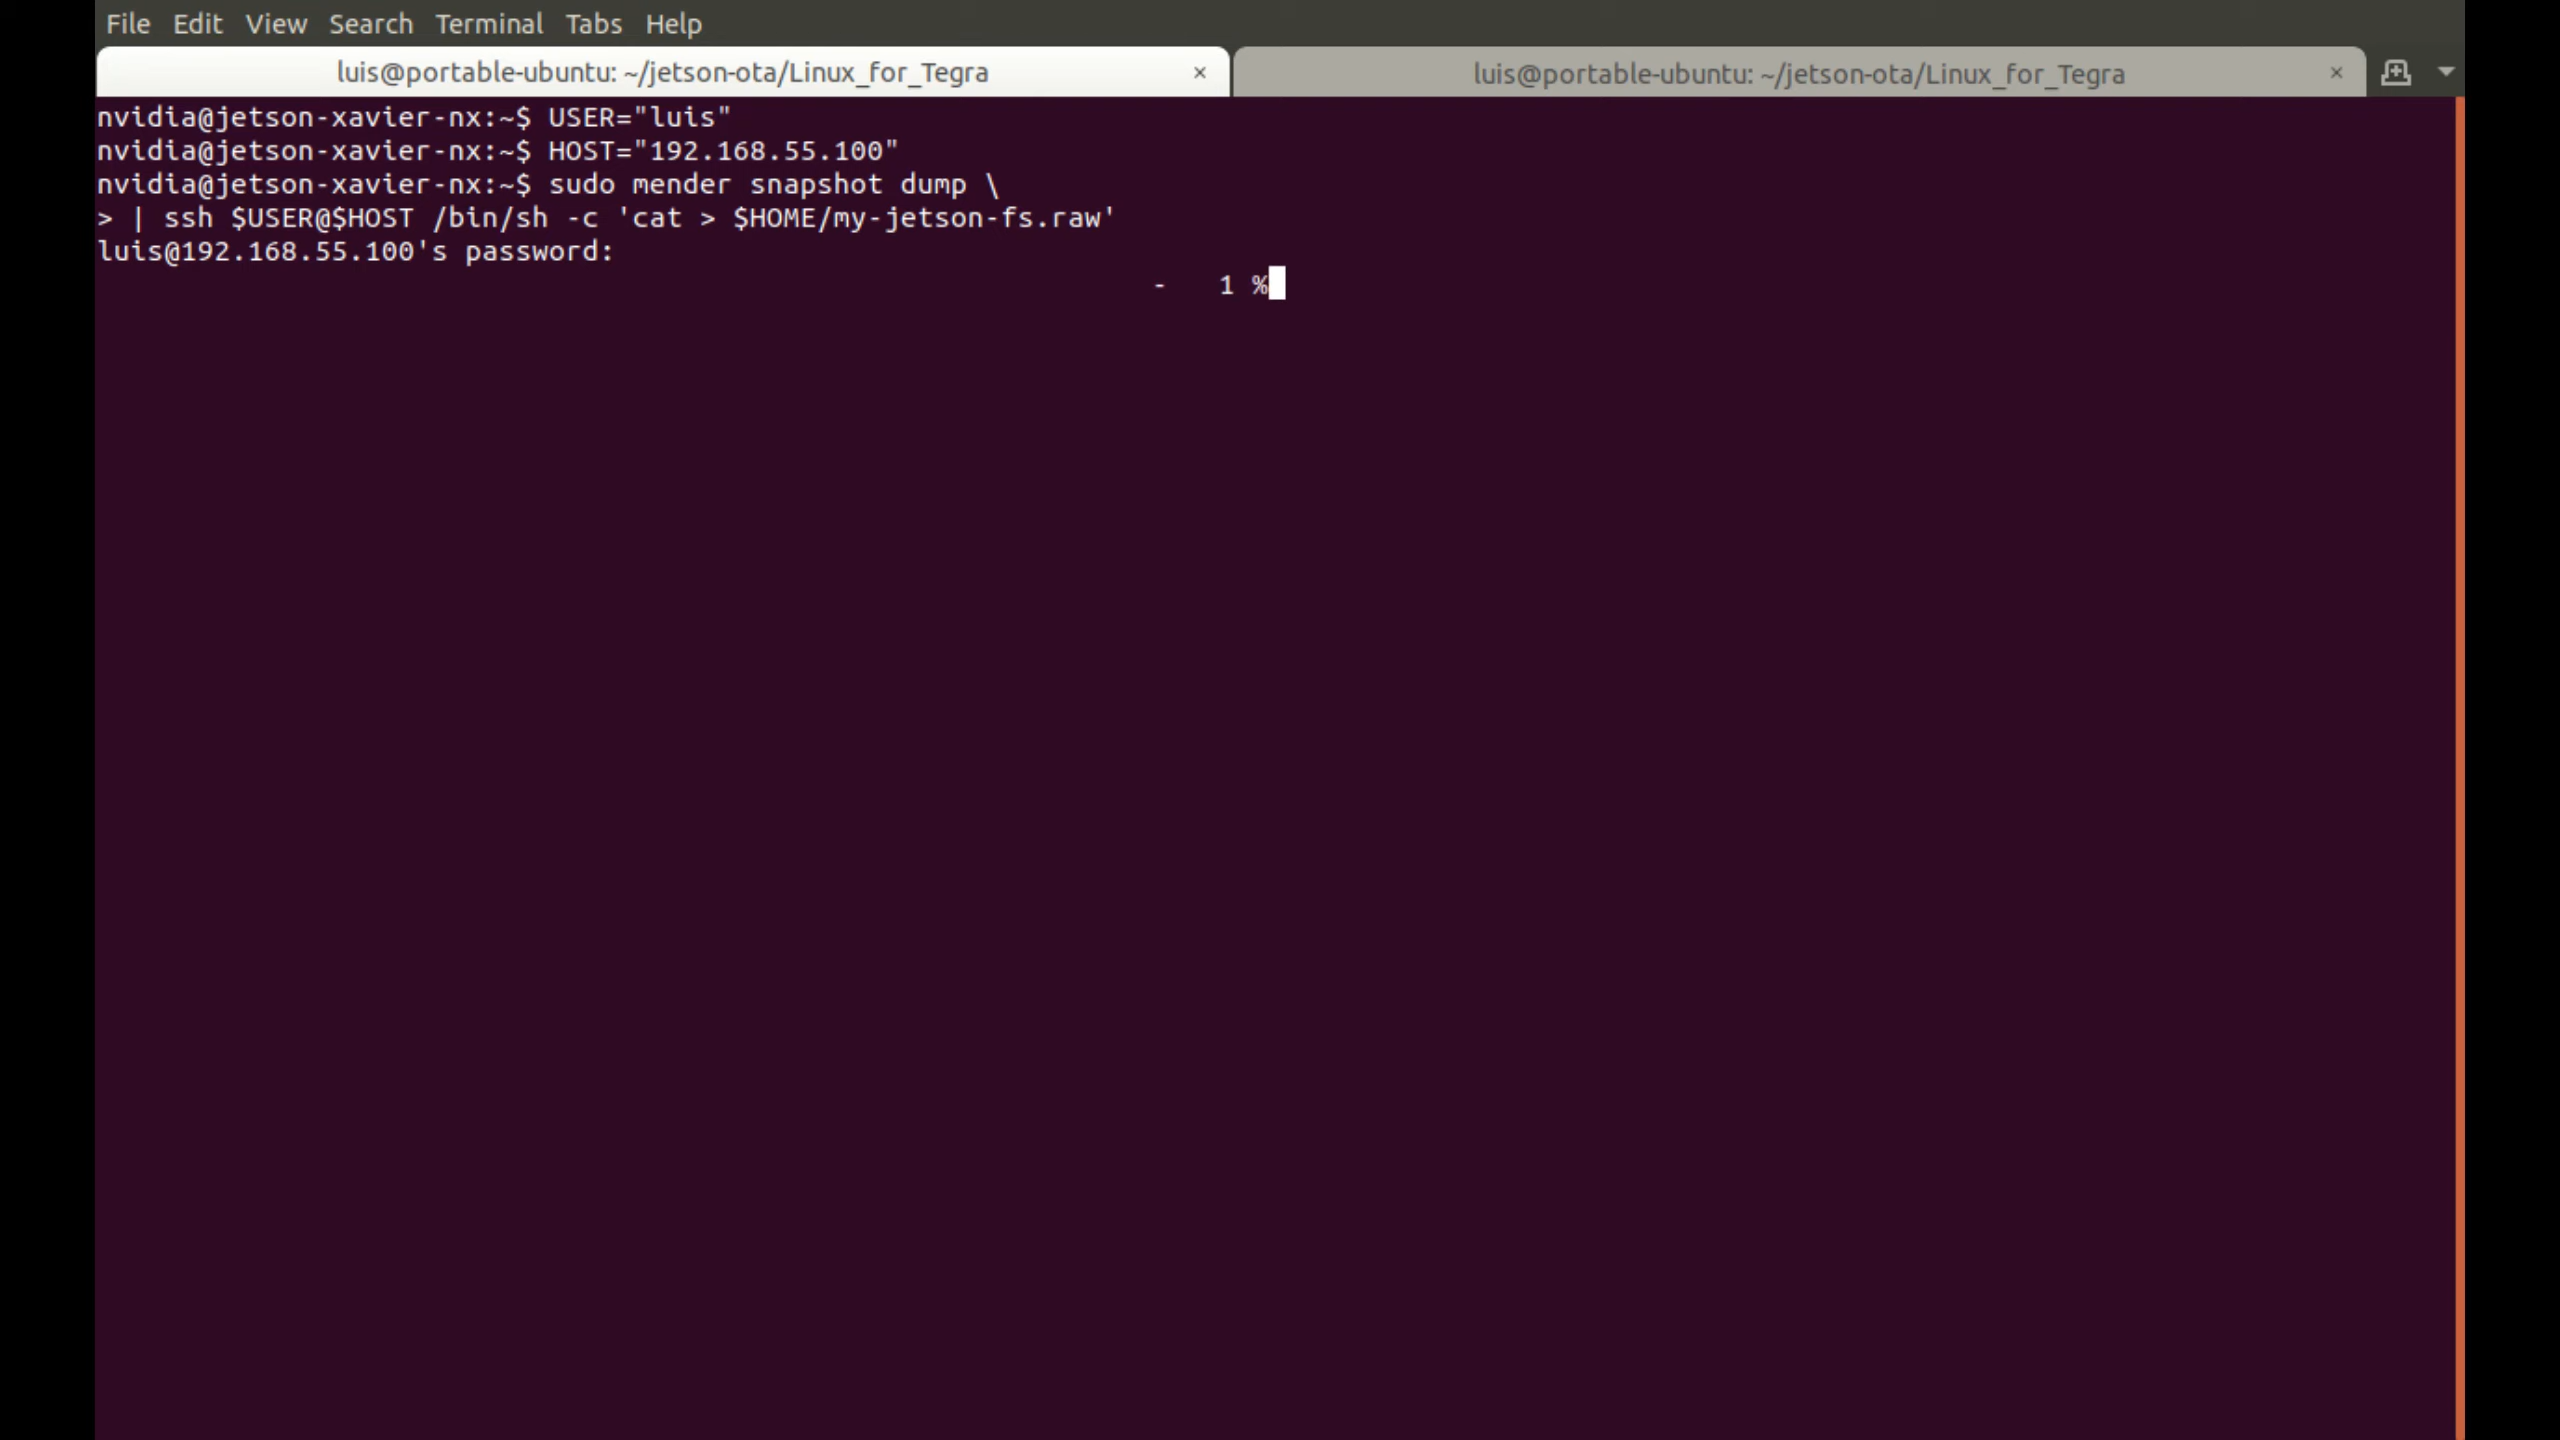 File Edit View Search Terminal Tabs Help
luis@portable-ubuntu: ~/jetson-ota/Linux_for_Tegra × luis@portable-ubuntu: ~/jetson-ota/Linux_for_Tegra ×
nvidia@jetson-xavier-nx:~$ USER="luis"
nvidia@jetson-xavier-nx:~$ HOST="192.168.55.100"
nvidia@jetson-xavier-nx:~$ sudo mender snapshot dump \
> | ssh $USER@$HOST /bin/sh -c 'cat > $HOME/my-jetson-fs.raw'
luis@192.168.55.100's password:
- 1 %